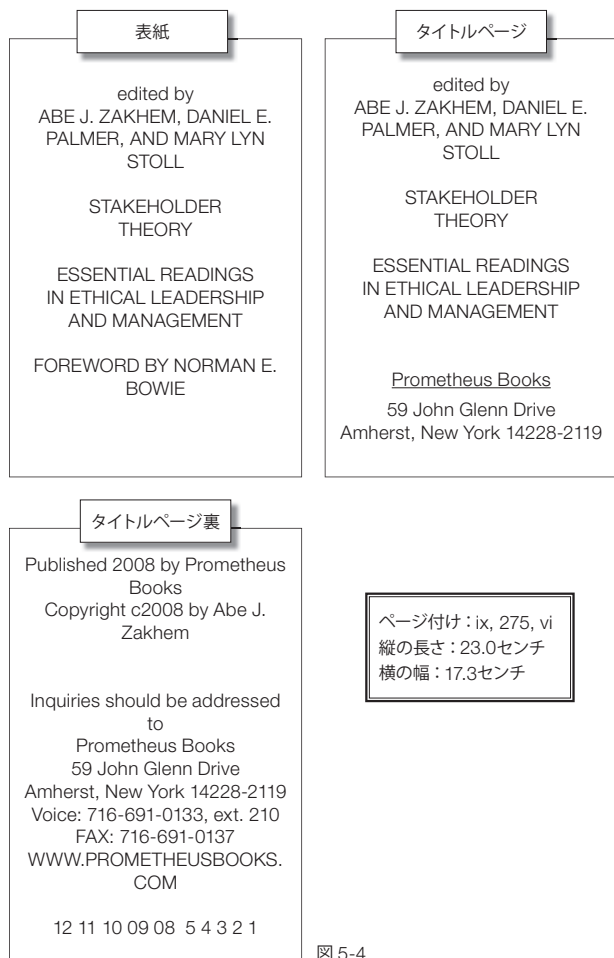 表紙
edited by
ABE J. ZAKHEM, DANIEL E.
PALMER, AND MARY LYN
STOLL
STAKEHOLDER
THEORY
ESSENTIAL READINGS
IN ETHICAL LEADERSHIP
AND MANAGEMENT
FOREWORD BY NORMAN E.
BOWIE
タイトルページ
edited by
ABE J. ZAKHEM, DANIEL E.
PALMER, AND MARY LYN
STOLL
STAKEHOLDER
THEORY
ESSENTIAL READINGS
IN ETHICAL LEADERSHIP
AND MANAGEMENT
Prometheus Books
59 John Glenn Drive
Amherst, New York 14228-2119
タイトルページ裏
Published 2008 by Prometheus
Books
Copyright c2008 by Abe J.
Zakhem
Inquiries should be addressed
to
Prometheus Books
59 John Glenn Drive
Amherst, New York 14228-2119
Voice: 716-691-0133, ext. 210
FAX: 716-691-0137
WWW.PROMETHEUSBOOKS.
COM
12 11 10 09 08 5 4 3 2 1
ページ付け：ix, 275, vi
縦の長さ：23.0センチ
横の幅：17.3センチ
図 5-4